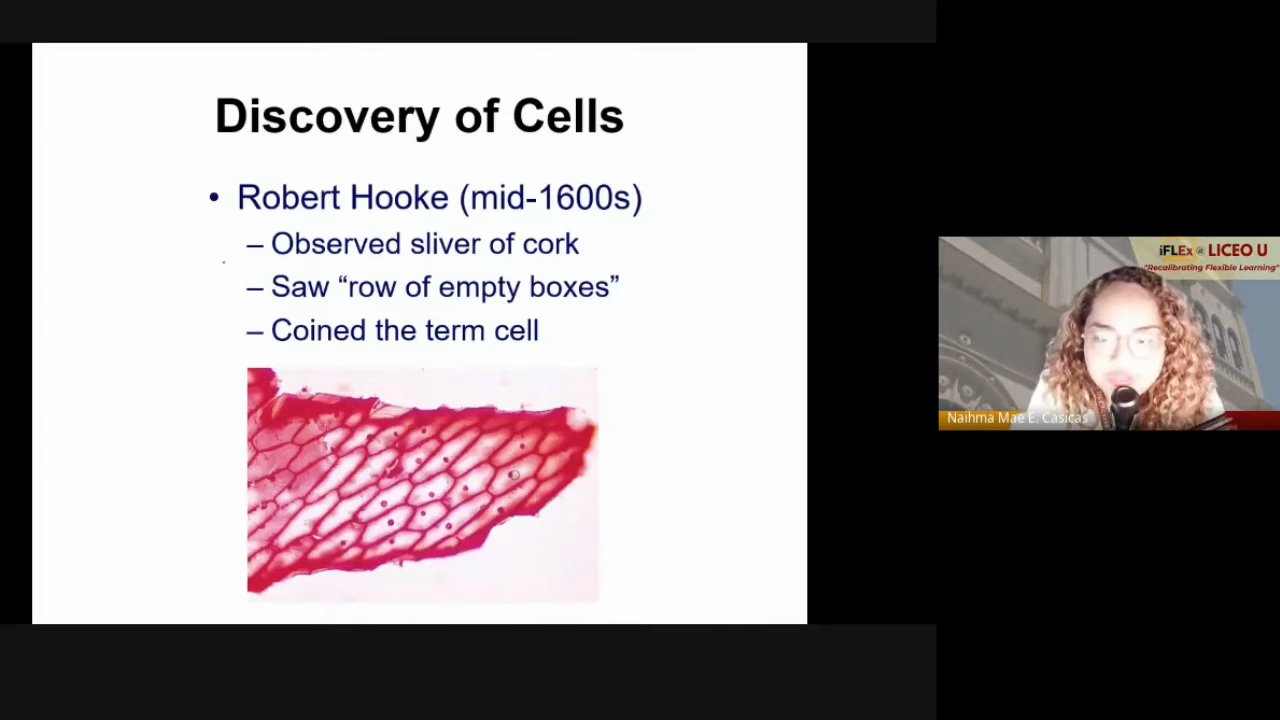 Discovery of Cells
• Robert Hooke (mid-1600s)
– Observed sliver of cork
– Saw “row of empty boxes”
– Coined the term cell
iFLEx @ LICEO U
"Recalibrating Flexible Learning"
Naihma Mae E. Casicas